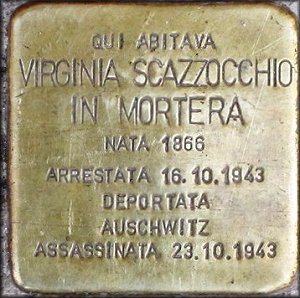 QUI ABITAVA
VIRGINIA SCAZZOCCHIO
IN MORTERA
NATA 1866
ARRESTATA 16.10.1943
DEPORTATA
AUSCHWITZ
ASSASSINATA 23.10.1943